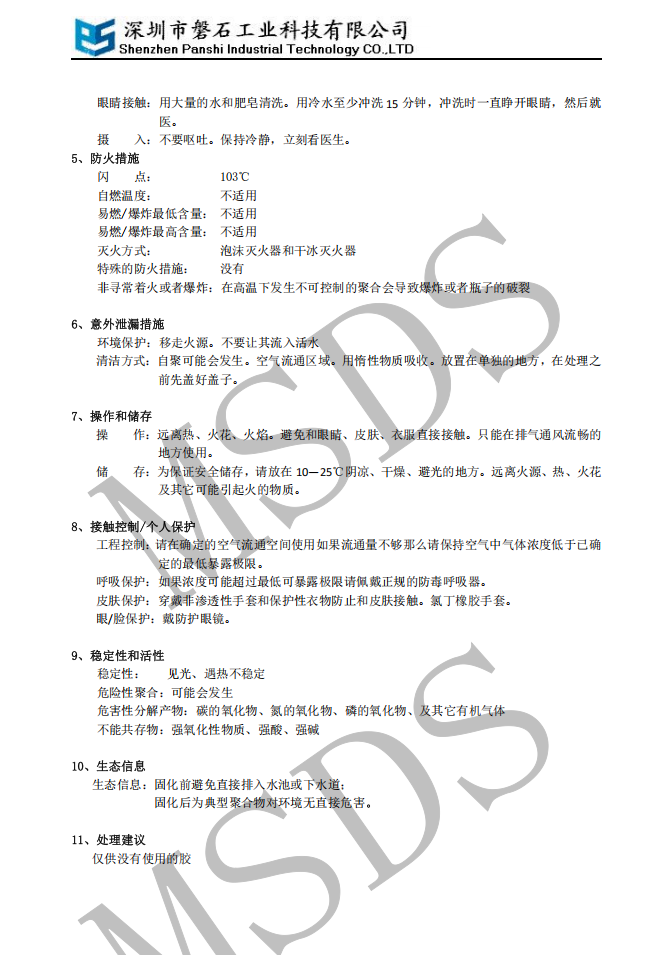 深圳市磐石工业科技有限公司
Shenzhen Panshi Industrial Technology CO.,LTD
眼睛接触：用大量的水和肥皂清洗。用冷水至少冲洗 15 分钟，冲洗时一直睁开眼睛，然后就
医。
摄　　入：不要呕吐。保持冷静，立刻看医生。
5、防火措施
闪　　点：　　　　　103℃
自燃温度：　　　　　不适用
易燃/爆炸最低含量：　不适用
易燃/爆炸最高含量：　不适用
灭火方式：　　　　　泡沫灭火器和干冰灭火器
特殊的防火措施：　　没有
非寻常着火或者爆炸：在高温下发生不可控制的聚合会导致爆炸或者瓶子的破裂
6、意外泄漏措施
环境保护：移走火源。不要让其流入活水
清洁方式：自聚可能会发生。空气流通区域。用惰性物质吸收。放置在单独的地方，在处理之
前先盖好盖子。
7、操作和储存
操　　作：远离热、火花、火焰。避免和眼睛、皮肤、衣服直接接触。只能在排气通风流畅的
地方使用。
储　　存：为保证安全储存，请放在 10—25℃阴凉、干燥、避光的地方。远离火源、热、火花
及其它可能引起火的物质。
8、接触控制/个人保护
工程控制：请在确定的空气流通空间使用如果流通量不够那么请保持空气中气体浓度低于已确
定的最低暴露极限。
呼吸保护：如果浓度可能超过最低可暴露极限请佩戴正规的防毒呼吸器。
皮肤保护：穿戴非渗透性手套和保护性衣物防止和皮肤接触。氯丁橡胶手套。
眼/脸保护：戴防护眼镜。
9、稳定性和活性
稳定性：　　见光、遇热不稳定
危险性聚合：可能会发生
危害性分解产物：碳的氧化物、氮的氧化物、磷的氧化物、及其它有机气体
不能共存物：强氧化性物质、强酸、强碱
10、生态信息
生态信息：固化前避免直接排入水池或下水道；
固化后为典型聚合物对环境无直接危害。
11、处理建议
仅供没有使用的胶
MSDS
MSDS